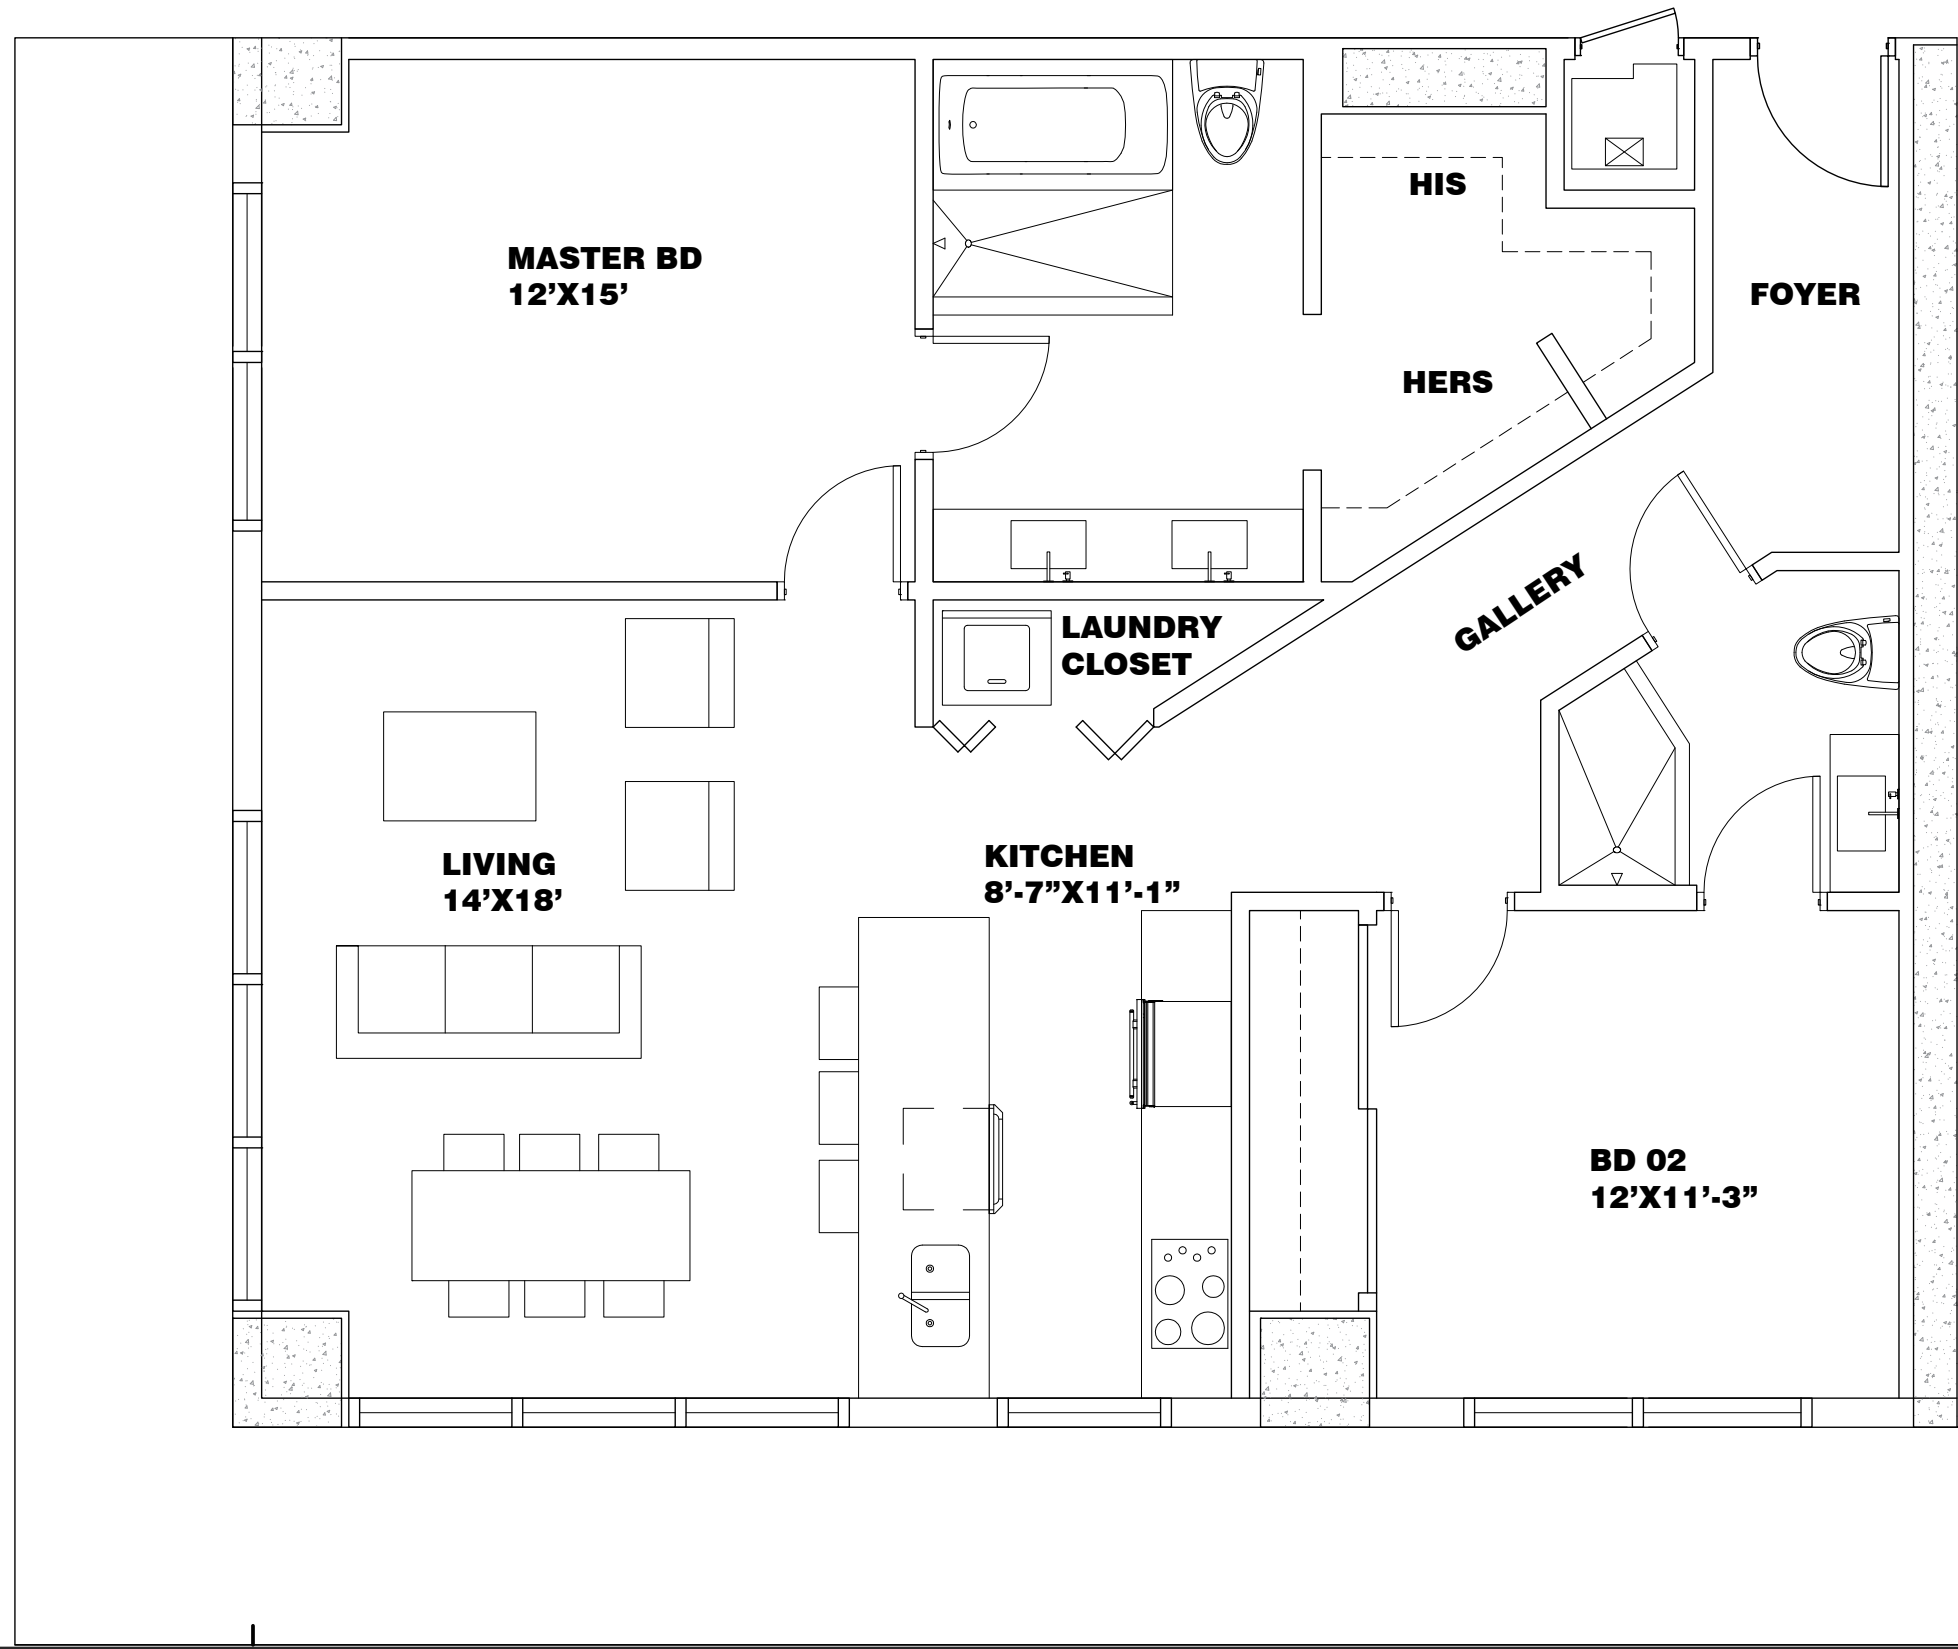 HIS
MASTER BD
12’X15’
FOYER
HERS
GALLERY
LAUNDRY
CLOSET
LIVING
14’X18’
KITCHEN
8’-7”X11’-1”
BD 02
12’X11’-3”